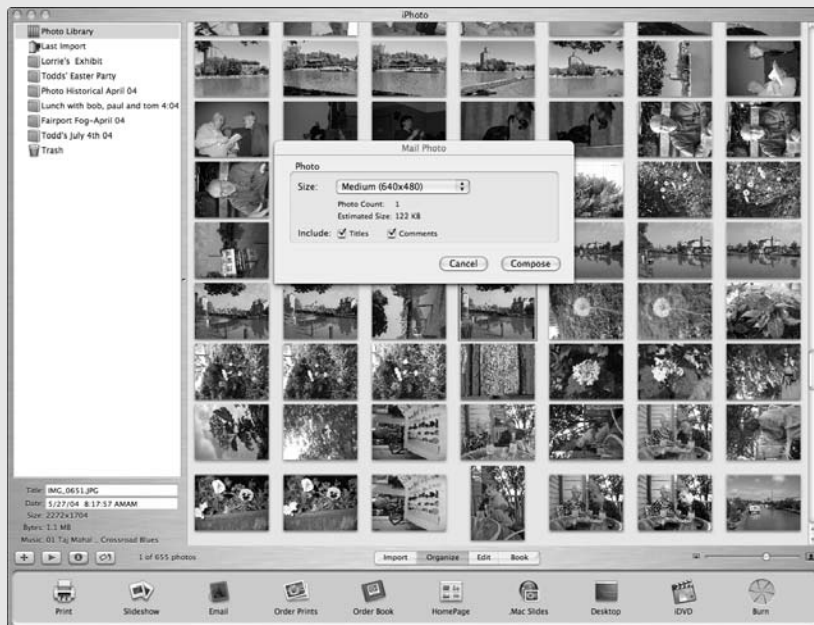 iPhoto
Photo Library
Last Import
Lorrie's Exhibit
Todds' Easter Party
Photo Historical April 04
Lunch with bob, paul and tom 4:04
Fairport Fog-April 04
Todd's July 4th 04
Trash
Mail Photo
Photo
Size: Medium (640x480)
Photo Count: 1
Estimated Size: 122 KB
Include: Titles Comments
Cancel Compose
Title: IMG_0651.JPG
Date: 5/27/04 8:17:57 AMAM
Size: 2272x1704
Bytes: 1.1 MB
Music: 01 Taj Mahal _ Crossroad Blues
1 of 655 photos
Import Organize Edit Book
Print Slideshow Email Order Prints Order Book HomePage .Mac Slides Desktop iDVD Burn